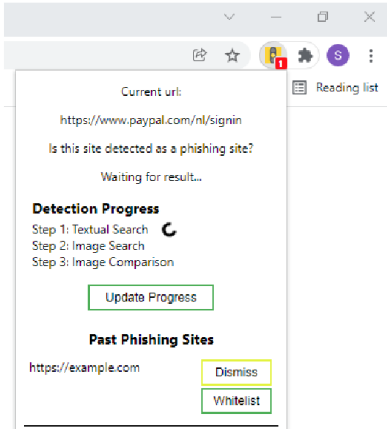 1
S
Reading list
Current url:
https://www.paypal.com/nl/signin
Is this site detected as a phishing site?
Waiting for result...
Detection Progress
Step 1: Textual Search
Step 2: Image Search
Step 3: Image Comparison
Update Progress
Past Phishing Sites
https://example.com
Dismiss
Whitelist